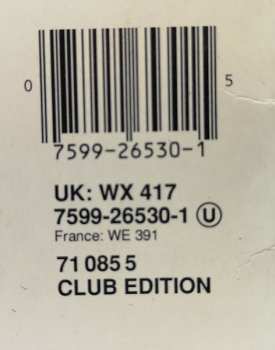 0 5
7599-26530-1
UK: WX 417
7599-26530-1 Ⓤ
France: WE 391
71 085 5
CLUB EDITION